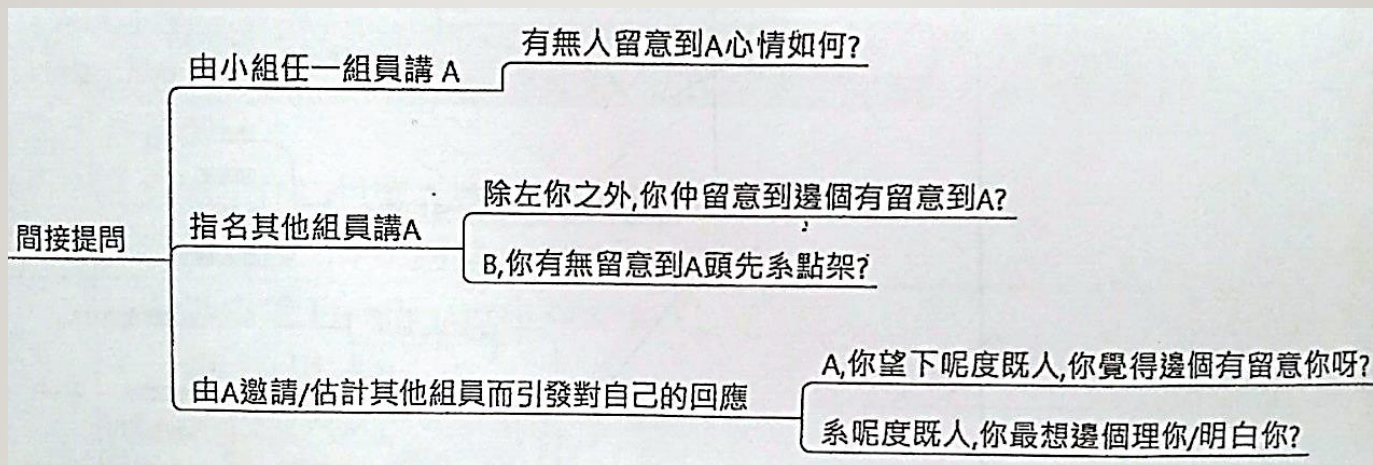 間接提問
由小組任一組員講 A
有無人留意到A心情如何?
指名其他組員講A
除左你之外,你仲留意到邊個有留意到A?
B,你有無留意到A頭先系點架?
由A邀請/估計其他組員而引發對自己的回應
A,你望下呢度既人,你覺得邊個有留意你呀?
系呢度既人,你最想邊個理你/明白你?